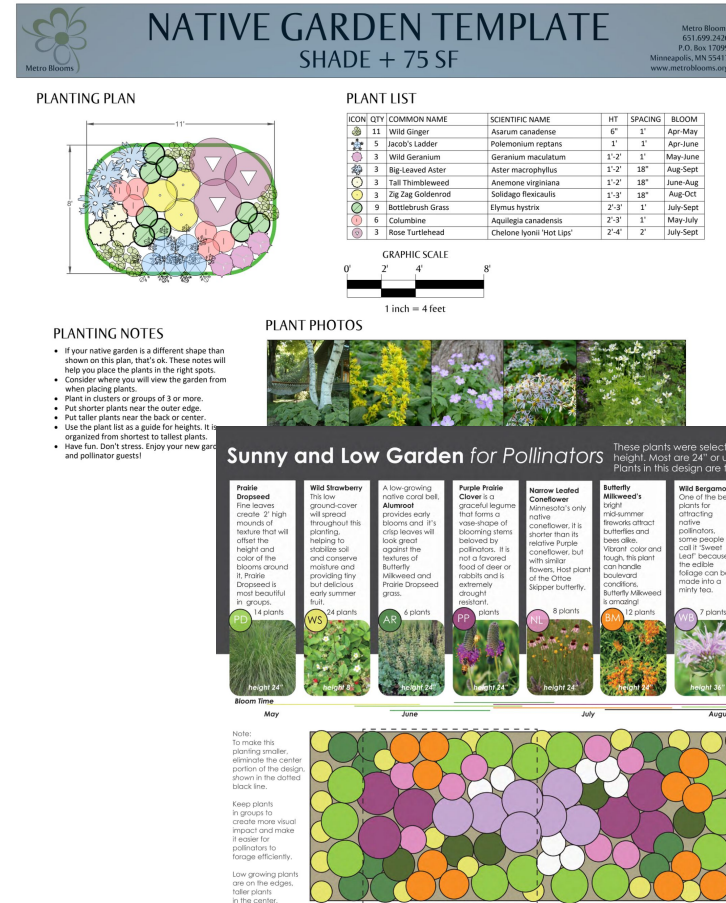 NATIVE GARDEN TEMPLATE
SHADE + 75 SF
Metro Blooms
Metro Bloom
651.699.242
P.O. Box 1709
Minneapolis, MN 5541
www.metroblooms.or
PLANTING PLAN
11'
8'
PLANT LIST
ICON QTY COMMON NAME SCIENTIFIC NAME HT SPACING BLOOM
11 Wild Ginger Asarum canadense 6" 1' Apr-May
5 Jacob's Ladder Polemonium reptans 1' 1' Apr-June
3 Wild Geranium Geranium maculatum 1'-2' 1' May-June
3 Big-Leaved Aster Aster macrophyllus 1'-2' 18" Aug-Sept
3 Tall Thimbleweed Anemone virginiana 1'-2' 18" June-Aug
3 Zig Zag Goldenrod Solidago flexicaulis 1'-3' 18" Aug-Oct
9 Bottlebrush Grass Elymus hystrix 2'-3' 1' July-Sept
6 Columbine Aquilegia canadensis 2'-3' 1' May-July
3 Rose Turtlehead Chelone lyonii 'Hot Lips' 2'-4' 2' July-Sept
GRAPHIC SCALE
0' 2' 4' 8'
1 inch = 4 feet
PLANTING NOTES
• If your native garden is a different shape than
shown on this plan, that's ok. These notes will
help you place the plants in the right spots.
• Consider where you will view the garden from
when placing plants.
• Plant in clusters or groups of 3 or more.
• Put shorter plants near the outer edge.
• Put taller plants near the back or center.
• Use the plant list as a guide for heights. It is
organized from shortest to tallest plants.
• Have fun. Don't stress. Enjoy your new gard
and pollinator guests!
PLANT PHOTOS
Sunny and Low Garden for Pollinators
These plants were select
height. Most are 24" or u
Plants in this design are t
Prairie
Dropseed
Fine leaves
create 2' high
mounds of
texture that will
offset the
height and
color of the
blooms around
it. Prairie
Dropseed is
most beautiful
in groups.
14 plants
PD
height 24"
Wild Strawberry
This low
ground-cover
will spread
throughout this
planting,
helping to
stabilize soil
and conserve
moisture and
providing tiny
but delicious
early summer
fruit.
24 plants
WS
height 8"
A low-growing
native coral bell,
Alumroot
provides early
blooms and it's
crisp leaves will
look great
against the
textures of
Butterfly
Milkweed and
Prairie Dropseed
grass.
6 plants
AR
height 24"
Purple Prairie
Clover is a
graceful legume
that forms a
vase-shape of
blooming stems
beloved by
pollinators. It is
not a favored
food of deer or
rabbits and is
extremely
drought
resistant.
plants
PP
height 24"
Narrow Leafed
Coneflower
Minnesota's only
native
coneflower, it is
shorter than its
relative Purple
coneflower, but
with similar
flowers. Host plant
of the Ottoe
Skipper butterfly.
8 plants
NL
height 24"
Butterfly
Milkweed's
bright
mid-summer
fireworks attract
butterflies and
bees alike.
Vibrant color and
tough, this plant
can handle
boulevard
conditions.
Butterfly Milkweed
is amazing!
12 plants
BM
height 24"
Wild Bergamo
One of the be
plants for
attracting
native
pollinators,
some people
call it 'Sweet
Leaf' because
the edible
foliage can be
made into a
minty tea.
7 plants
WB
height 36"
Bloom Time
May June July Augu
Note:
To make this
planting smaller,
eliminate the center
portion of the design,
shown in the dotted
black line.
Keep plants
in groups to
create more visual
impact and make
it easier for
pollinators to
forage efficiently.
Low growing plants
are on the edges,
taller plants
in the center.